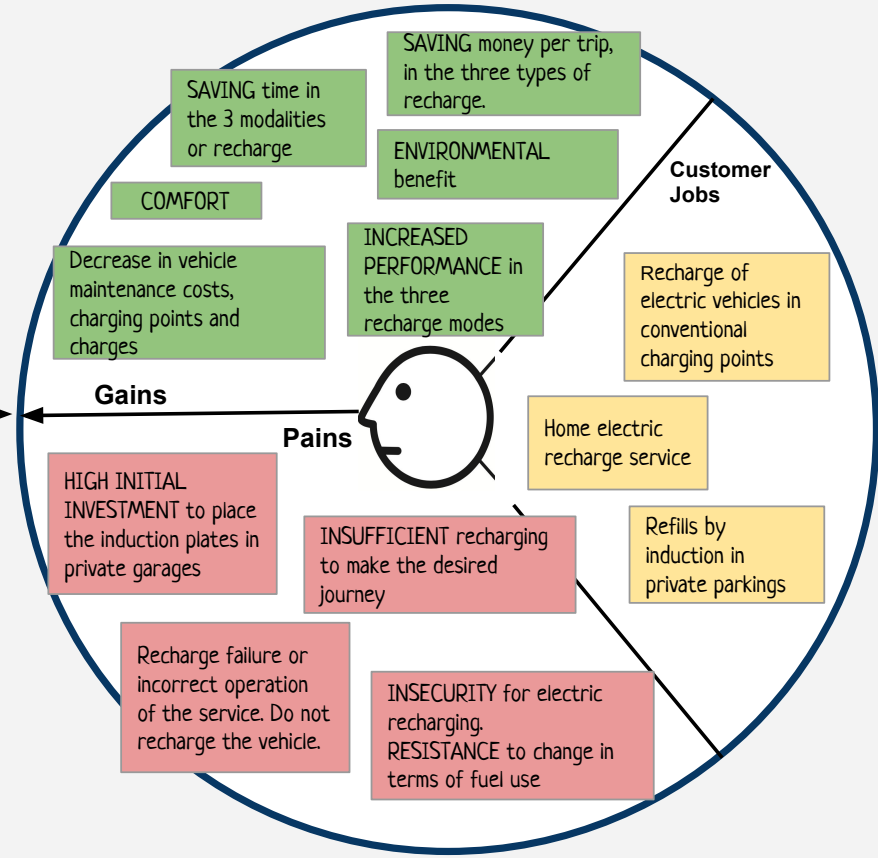 SAVING money per trip,
in the three types of
recharge.
SAVING time in
the 3 modalities
or recharge
ENVIRONMENTAL
benefit
COMFORT
INCREASED
PERFORMANCE in
the three
recharge modes
Decrease in vehicle
maintenance costs,
charging points and
charges
Gains
Customer
Jobs
Recharge of
electric vehicles in
conventional
charging points
Home electric
recharge service
Refills by
induction in
private parkings
Pains
HIGH INITIAL
INVESTMENT to place
the induction plates in
private garages
INSUFFICIENT recharging
to make the desired
journey
Recharge failure or
incorrect operation
of the service. Do not
recharge the vehicle.
INSECURITY for electric
recharging.
RESISTANCE to change in
terms of fuel use